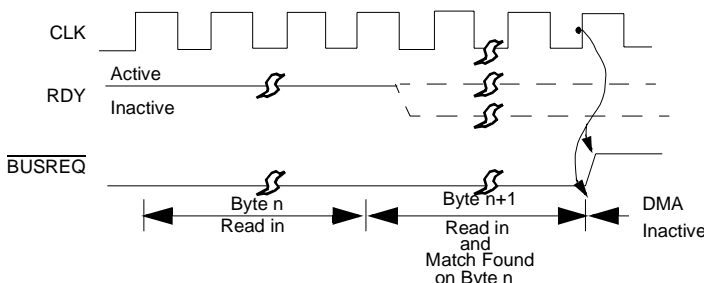 CLK
Active
RDY
Inactive
BUSREQ
Byte n
Read in
Byte n+1
Read in
and
Match Found
on Byte n
DMA
Inactive